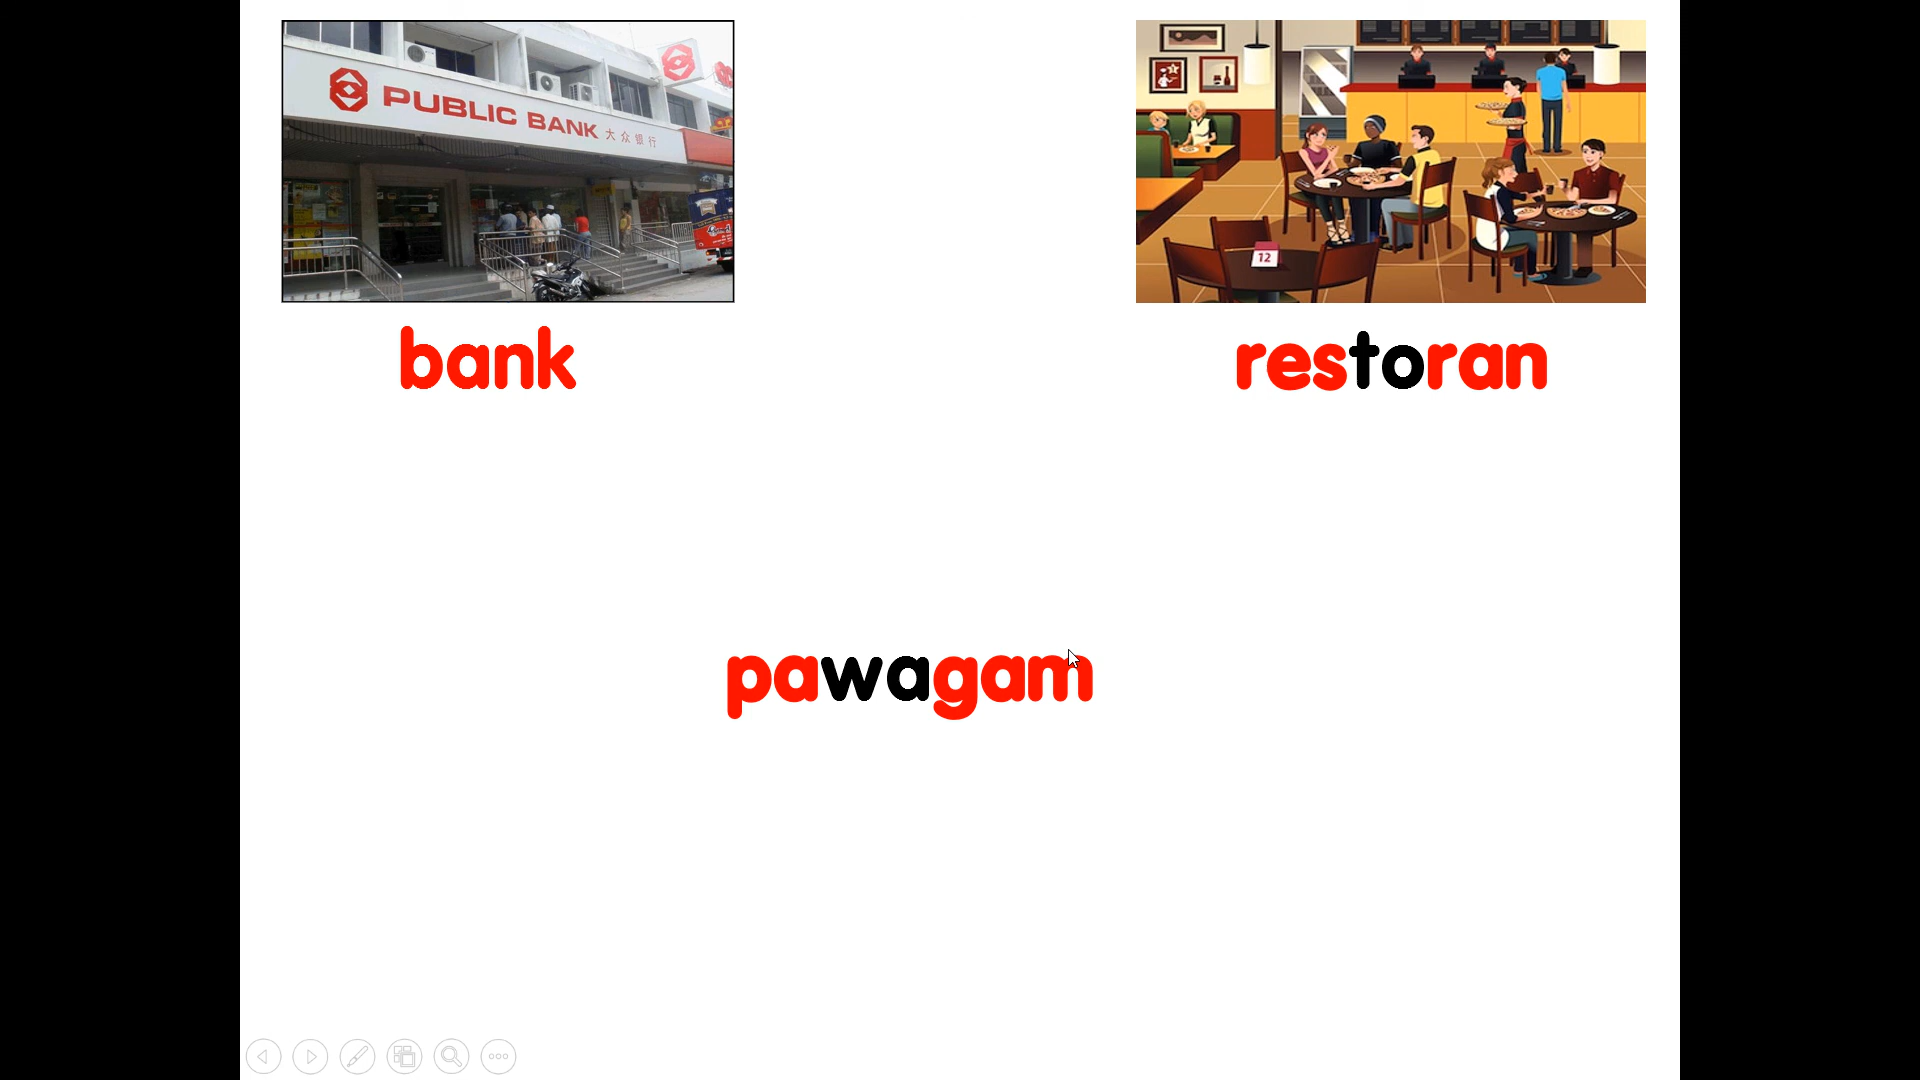 PUBLIC BANK 大众银行
12
bank
restoran
pawagam